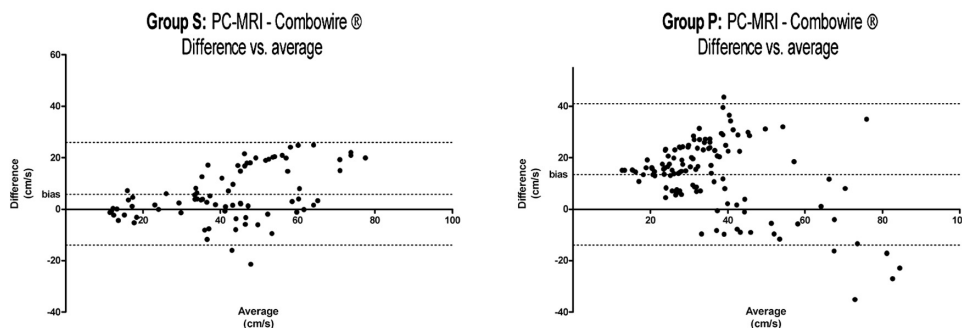 Group S: PC-MRI - Combowire ®
Difference vs. average
60
40
20
bias
0
-20
-40
Difference
(cm/s)
20
40
60
80
100
Average
(cm/s)
Group P: PC-MRI - Combowire ®
Difference vs. average
40
20
bias
0
-20
-40
Difference
(cm/s)
20
40
60
80
100
Average
(cm/s)